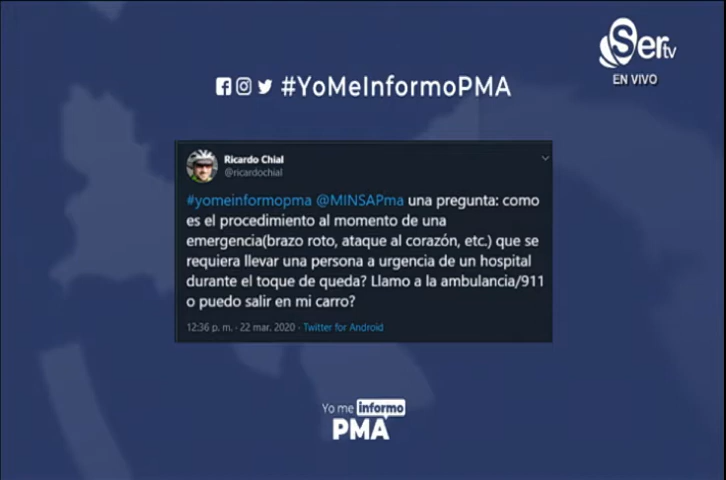 Ser tv
EN VIVO
#YoMeInformoPMA
Ricardo Chial
@ricardochial
#yomeinformopma @MINSAPma una pregunta: como
es el procedimiento al momento de una
emergencia(brazo roto, ataque al corazón, etc.) que se
requiera llevar una persona a urgencia de un hospital
durante el toque de queda? Llamo a la ambulancia/911
o puedo salir en mi carro?
12:36 p. m. · 22 mar. 2020 · Twitter for Android
Yo me informo
PMA